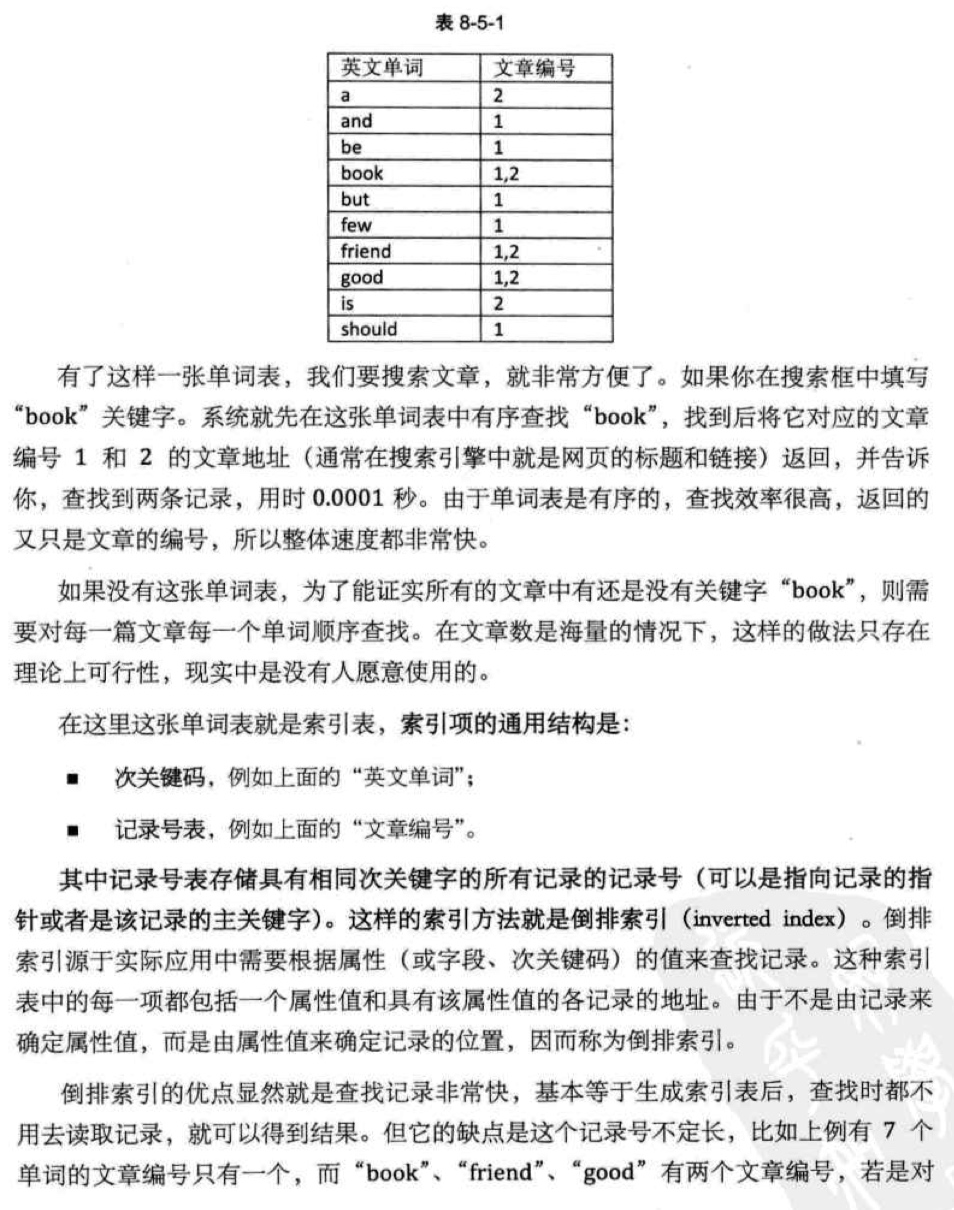 表 8-5-1
英文单词 文章编号
a 2
and 1
be 1
book 1,2
but 1
few 1
friend 1,2
good 1,2
is 2
should 1
有了这样一张单词表，我们要搜索文章，就非常方便了。如果你在搜索框中填写
“book”关键字。系统就先在这张单词表中有序查找“book”，找到后将它对应的文章
编号 1 和 2 的文章地址（通常在搜索引擎中就是网页的标题和链接）返回，并告诉
你，查找到两条记录，用时 0.0001 秒。由于单词表是有序的，查找效率很高，返回的
又只是文章的编号，所以整体速度都非常快。
如果没有这张单词表，为了能证实所有的文章中有还是没有关键字“book”，则需
要对每一篇文章每一个单词顺序查找。在文章数是海量的情况下，这样的做法只存在
理论上可行性，现实中是没有人愿意使用的。
在这里这张单词表就是索引表，索引项的通用结构是：
■ 次关键码，例如上面的“英文单词”；
■ 记录号表，例如上面的“文章编号”。
其中记录号表存储具有相同次关键字的所有记录的记录号（可以是指向记录的指
针或者是该记录的主关键字）。这样的索引方法就是倒排索引（inverted index）。倒排
索引源于实际应用中需要根据属性（或字段、次关键码）的值来查找记录。这种索引
表中的每一项都包括一个属性值和具有该属性值的各记录的地址。由于不是由记录来
确定属性值，而是由属性值来确定记录的位置，因而称为倒排索引。
倒排索引的优点显然就是查找记录非常快，基本等于生成索引表后，查找时都不
用去读取记录，就可以得到结果。但它的缺点是这个记录号不定长，比如上例有 7 个
单词的文章编号只有一个，而“book”、“friend”、“good”有两个文章编号，若是对